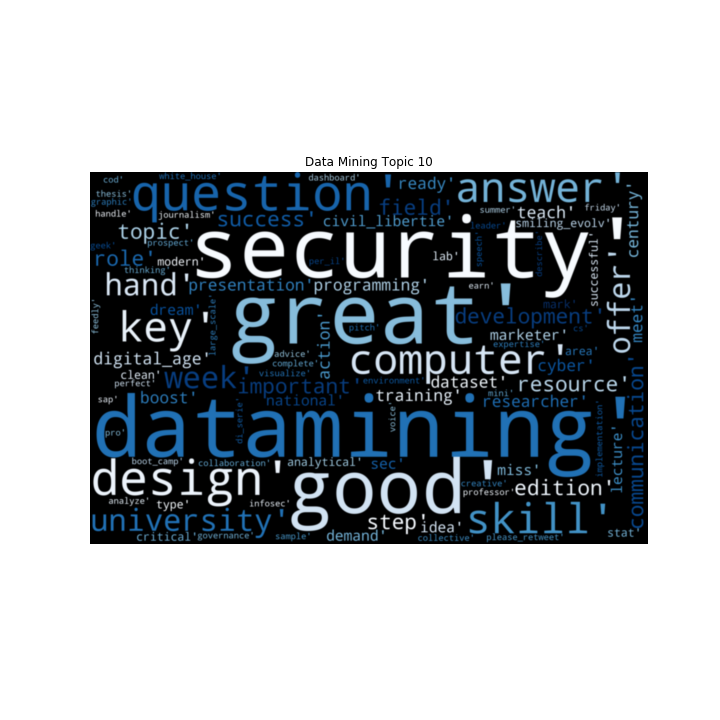 Data Mining Topic 10
cod'
white_house'
dashboard'
thesis'
question'
ready'
answer'
graphic'
field'
summer'
friday'
handle'
journalism'
success'
civil_libertie'
leader'
teach'
smiling_evolv'
century'
topic'
geek'
prospect'
security'
speech'
describe'
successful'
role'
modern'
per_il'
lab'
thinking'
hand'
presentation'
programming'
earn'
offer'
meet'
feedly'
dream'
large_scale'
great'
pitch'
mark'
development'
cs'
key'
action'
marketer'
expertise'
digital_age'
advice'
computer'
area'
complete'
cyber'
clean'
week'
visualize'
environment'
dataset'
resource'
perfect'
important'
training'
mini'
sap'
boost'
national'
researcher'
datamining'
di_serie'
voice'
pro'
implementation'
lecture'
communication'
boot_camp'
collaboration'
analytical'
sec'
miss'
design'
good'
creative'
professor'
edition'
analyze'
type'
infosec'
university'
step'
idea'
skill'
critical'
governance'
sample'
demand'
collective'
please_retweet'
stat'